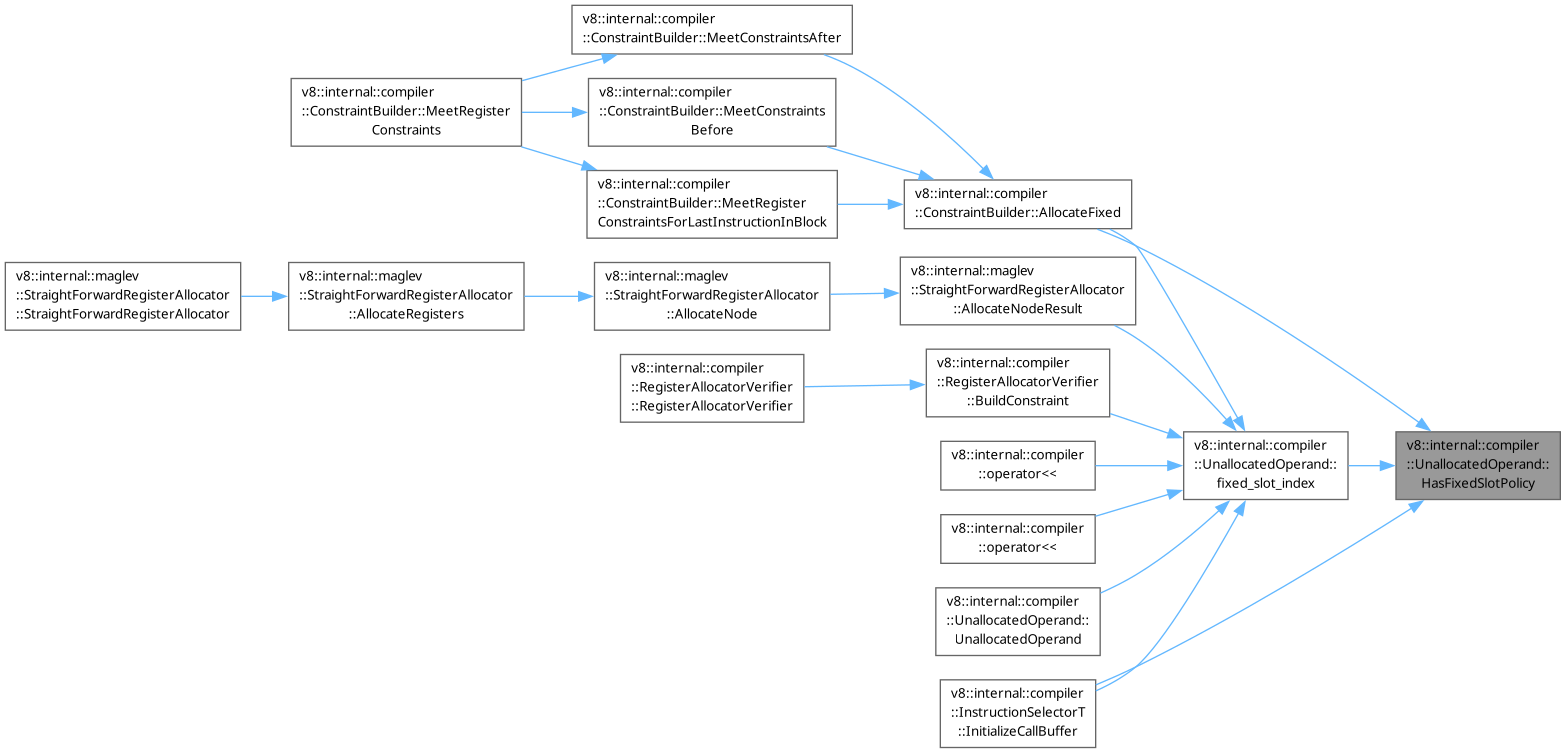 v8::internal::compiler
::ConstraintBuilder::MeetConstraintsAfter
v8::internal::compiler
::ConstraintBuilder::MeetRegister
Constraints
v8::internal::compiler
::ConstraintBuilder::MeetConstraints
Before
v8::internal::compiler
::ConstraintBuilder::MeetRegister
ConstraintsForLastInstructionInBlock
v8::internal::compiler
::ConstraintBuilder::AllocateFixed
v8::internal::maglev
::StraightForwardRegisterAllocator
::StraightForwardRegisterAllocator
v8::internal::maglev
::StraightForwardRegisterAllocator
::AllocateRegisters
v8::internal::maglev
::StraightForwardRegisterAllocator
::AllocateNode
v8::internal::maglev
::StraightForwardRegisterAllocator
::AllocateNodeResult
v8::internal::compiler
::RegisterAllocatorVerifier
::RegisterAllocatorVerifier
v8::internal::compiler
::RegisterAllocatorVerifier
::BuildConstraint
v8::internal::compiler
::UnallocatedOperand::
fixed_slot_index
v8::internal::compiler
::UnallocatedOperand::
HasFixedSlotPolicy
v8::internal::compiler
::operator<<
v8::internal::compiler
::operator<<
v8::internal::compiler
::UnallocatedOperand::
UnallocatedOperand
v8::internal::compiler
::InstructionSelectorT
::InitializeCallBuffer